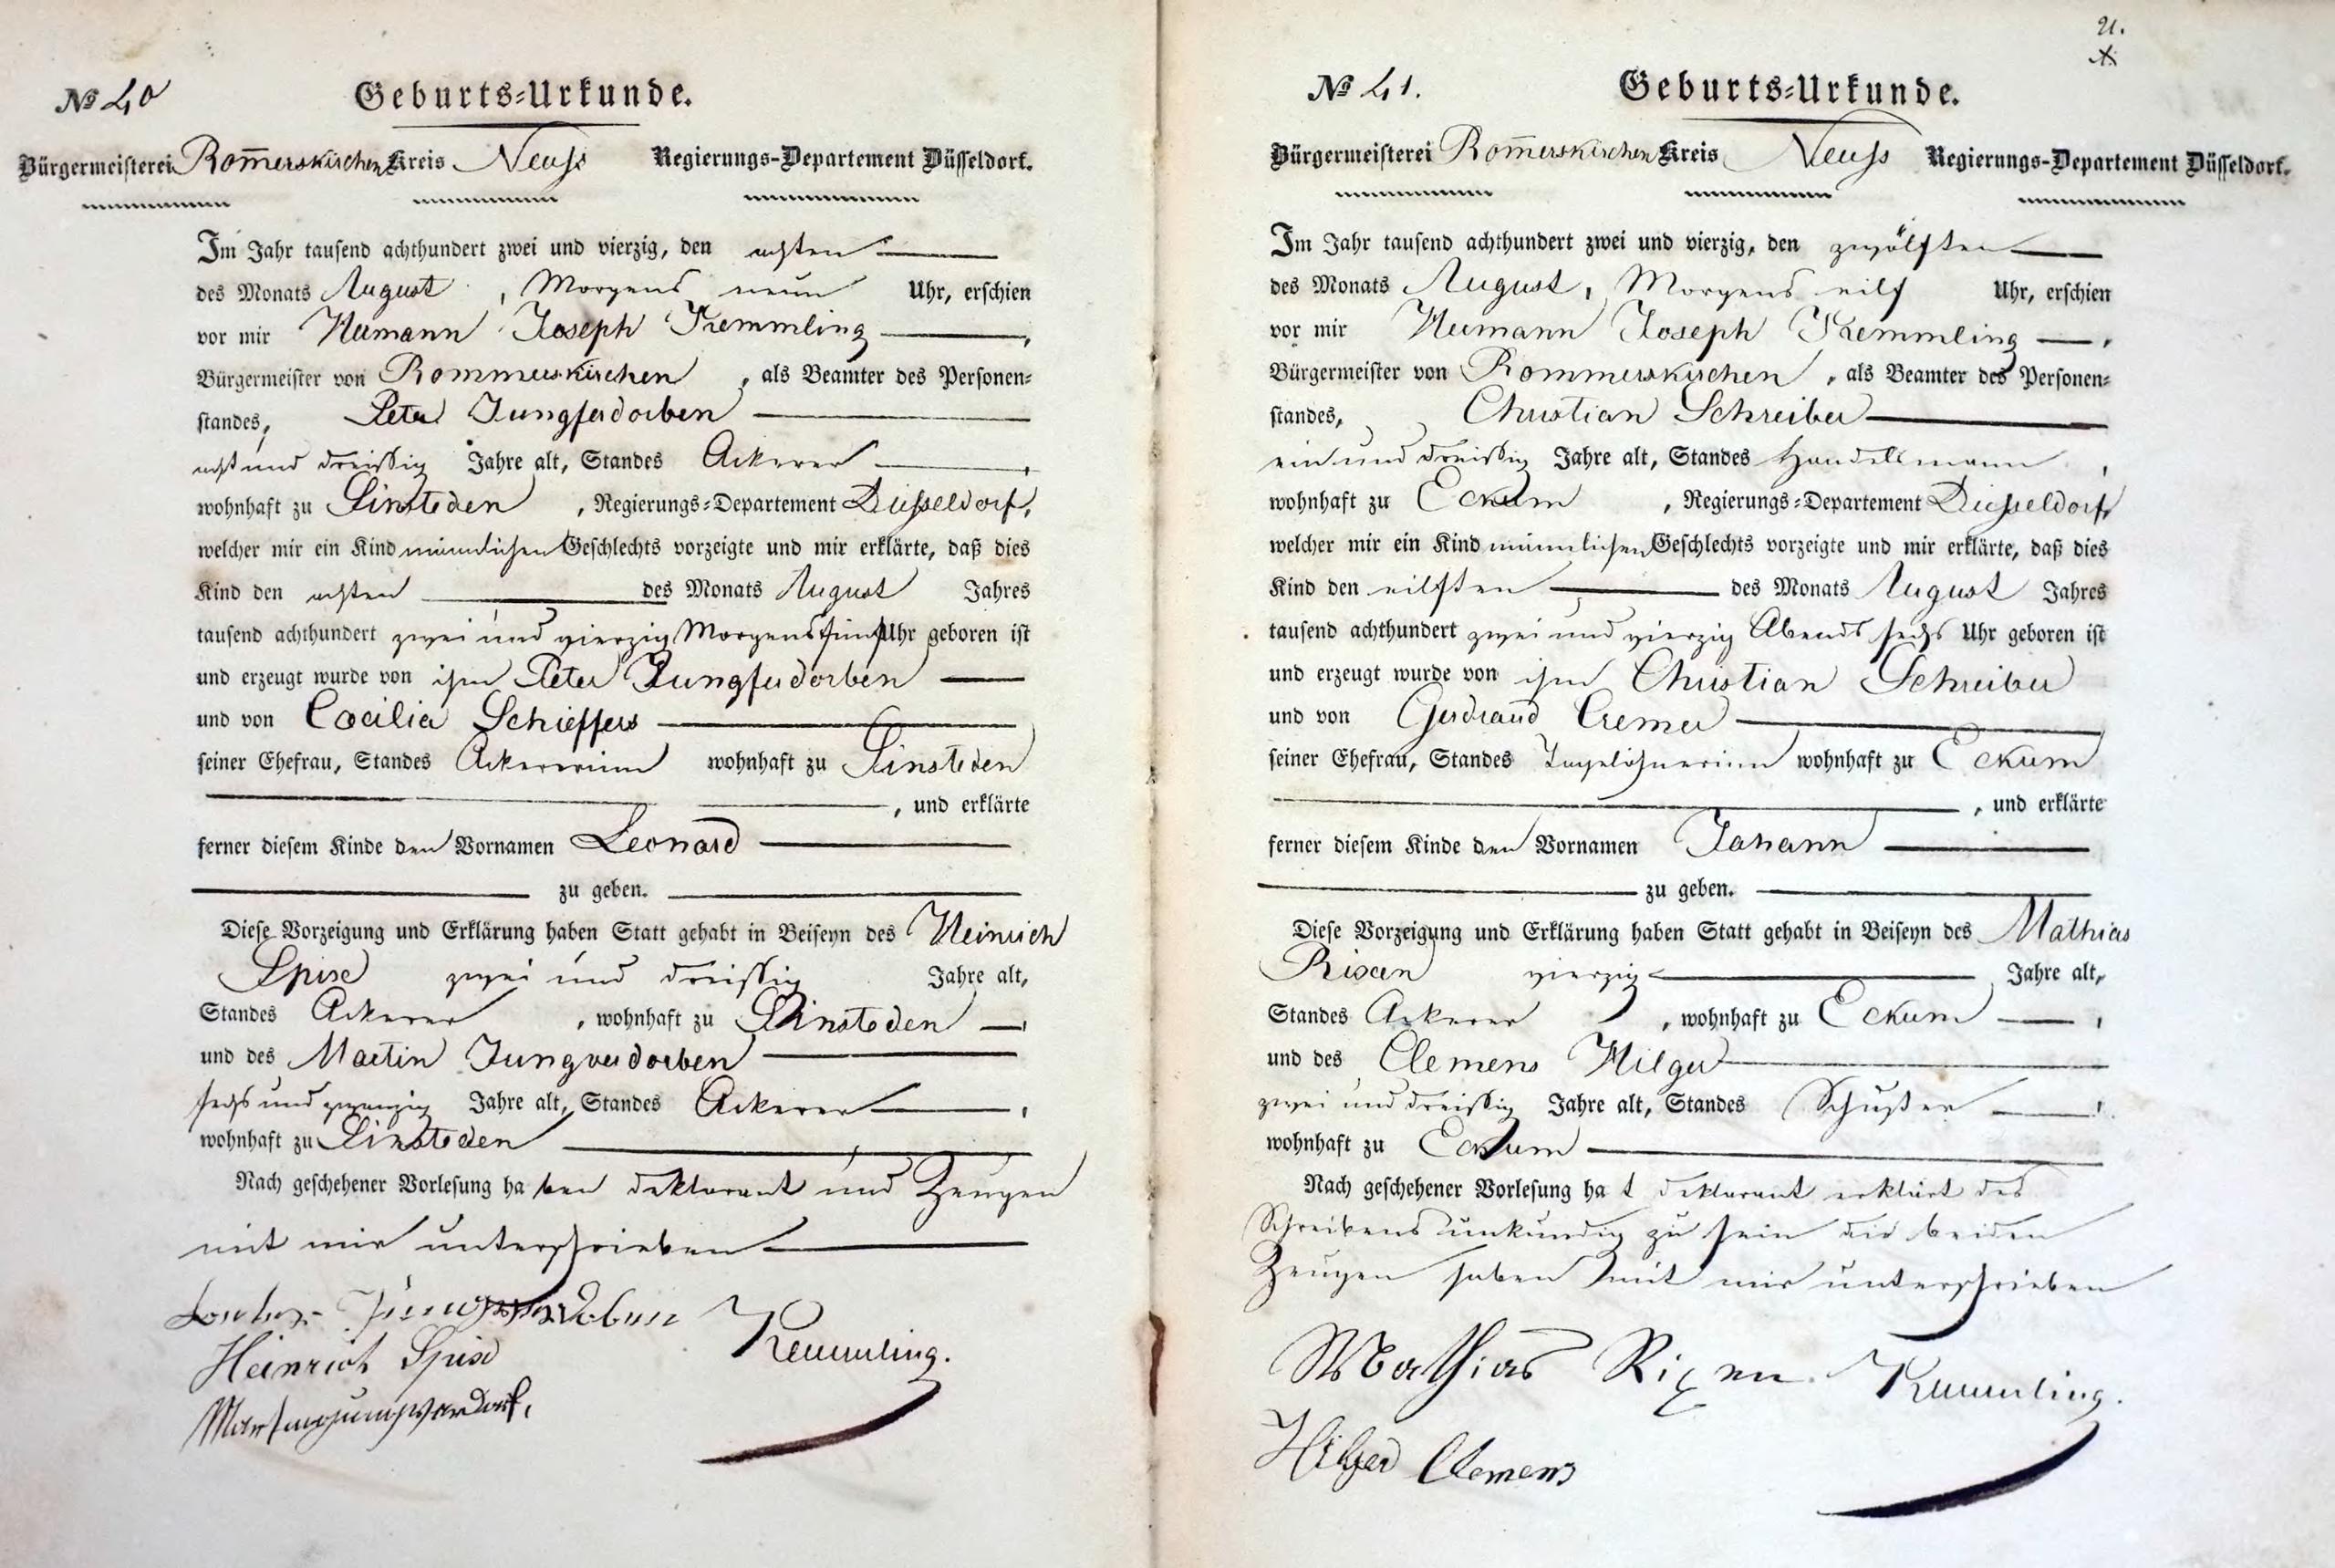 № 40
Geburts-Urkunde.
Bürgermeisterei Rom̅erskirchen Kreis Neuss Regierungs-Departement Düsseldorf.
Im Jahr tausend achthundert zwei und vierzig, den achten
des Monats August, Morgens neun Uhr, erschien
vor mir Hermann Joseph Kremmling,
Bürgermeister von Rommerskirchen, als Beamter des Personen-
standes, Peter Jungferdorben
acht und dreißig Jahre alt, Standes Ackerer,
wohnhaft zu Sinsteden, Regierungs-Departement Düsseldorf,
welcher mir ein Kind männlichen Geschlechts vorzeigte und mir erklärte, daß dies
Kind den achten des Monats August Jahres
tausend achthundert zwei und vierzig Morgens fünf Uhr geboren ist
und erzeugt wurde von ihm Peter Jungferdorben
und von Cæcilia Schieffers
seiner Ehefrau, Standes Ackererinn wohnhaft zu Sinsteden
, und erklärte
ferner diesem Kinde den Vornamen Leonard
zu geben.
Diese Vorzeigung und Erklärung haben Statt gehabt in Beiseyn des Heinrich
Spise zwei und dreißig Jahre alt,
Standes Ackerer, wohnhaft zu Sinsteden,
und des Martin Jungverdorben
sechs und zwanzig Jahre alt, Standes Ackerer,
wohnhaft zu Sinsteden
Nach geschehener Vorlesung haben Deklarant und Zeugen
mit mir unterschrieben
Heinrich Spise
Kremmling.
№ 41.
Geburts-Urkunde.
Bürgermeisterei Rom̅erskirchen Kreis Neuss Regierungs-Departement Düsseldorf.
Im Jahr tausend achthundert zwei und vierzig, den zwölften
des Monats August, Morgens eilf Uhr, erschien
vor mir Hermann Joseph Kremmling,
Bürgermeister von Rommerskirchen, als Beamter des Personen-
standes, Christian Schreiber
ein und dreißig Jahre alt, Standes Handelsmann,
wohnhaft zu Eckum, Regierungs-Departement Düsseldorf,
welcher mir ein Kind männlichen Geschlechts vorzeigte und mir erklärte, daß dies
Kind den eilften des Monats August Jahres
tausend achthundert zwei und vierzig Abends sechs Uhr geboren ist
und erzeugt wurde von ihm Christian Schreiber
und von Gerdraud Cremer
seiner Ehefrau, Standes Tagelöhnerinn wohnhaft zu Eckum
, und erklärte
ferner diesem Kinde den Vornamen Johann
zu geben.
Diese Vorzeigung und Erklärung haben Statt gehabt in Beiseyn des Mathias
Rixen vierzig Jahre alt,
Standes Ackerer, wohnhaft zu Eckum,
und des Clemens Hilger
zwei und dreißig Jahre alt, Standes Schuster,
wohnhaft zu Eckum
Nach geschehener Vorlesung hat Deklarant erklärt des
Schreibens unkundig zu sein die beiden
Zeugen haben mit mir unterschrieben
Mathias Rixen Kremmling.
Hilger Clemens